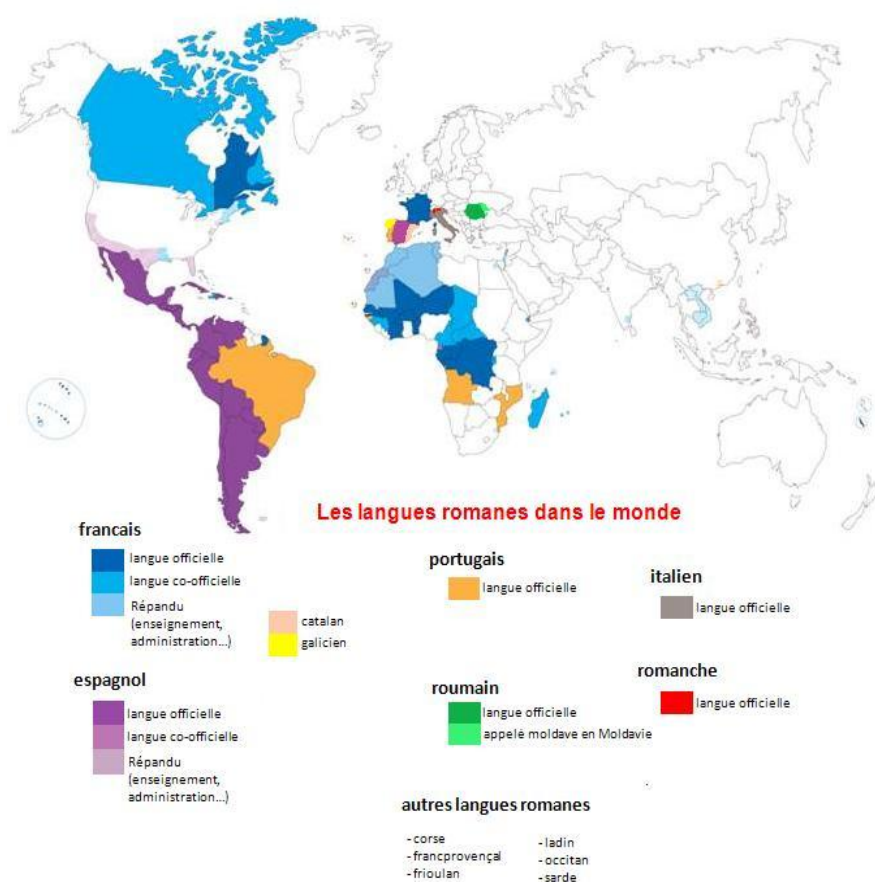 Les langues romanes dans le monde
francais
langue officielle
langue co-officielle
Répandu
(enseignement,
administration...)
catalan
galicien
espagnol
langue officielle
langue co-officielle
Répandu
(enseignement,
administration...)
portugais
langue officielle
italien
langue officielle
roumain
langue officielle
appelé moldave en Moldavie
romanche
langue officielle
autres langues romanes
- corse
- francprovençal
- frioulan
- ladin
- occitan
- sarde